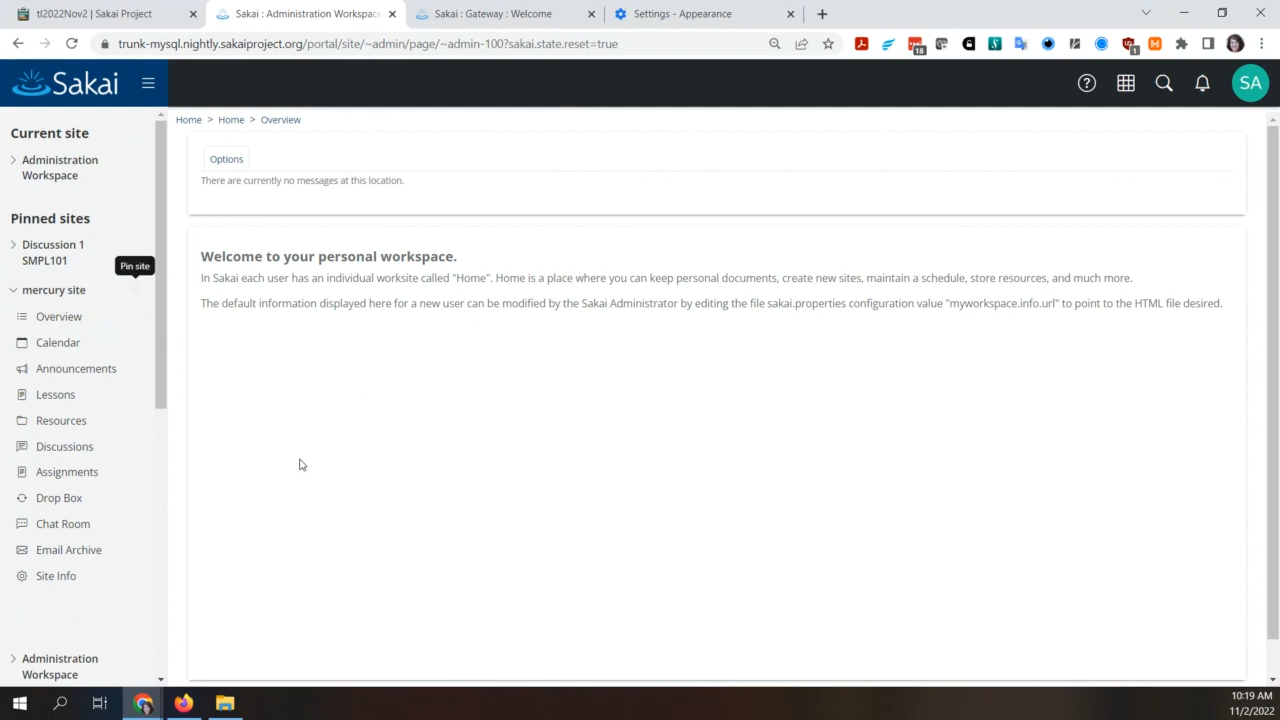 tl2022Nov2 | Sakai Project
Sakai : Administration Workspace
Sakai : Gateway : Welcome
Settings - Appearance
trunk-mysql.nightly.sakaiproject.org/portal/site/~admin/page/~admin-100?sakai.state.reset=true
18
1
Sakai
SA
Current site
Administration
Workspace
Pinned sites
Discussion 1
SMPL101
Pin site
mercury site
Overview
Calendar
Announcements
Lessons
Resources
Discussions
Assignments
Drop Box
Chat Room
Email Archive
Site Info
Administration
Workspace
Home > Home > Overview
Options
There are currently no messages at this location.
Welcome to your personal workspace.
In Sakai each user has an individual worksite called "Home". Home is a place where you can keep personal documents, create new sites, maintain a schedule, store resources, and much more.
The default information displayed here for a new user can be modified by the Sakai Administrator by editing the file sakai.properties configuration value "myworkspace.info.url" to point to the HTML file desired.
10:19 AM
11/2/2022